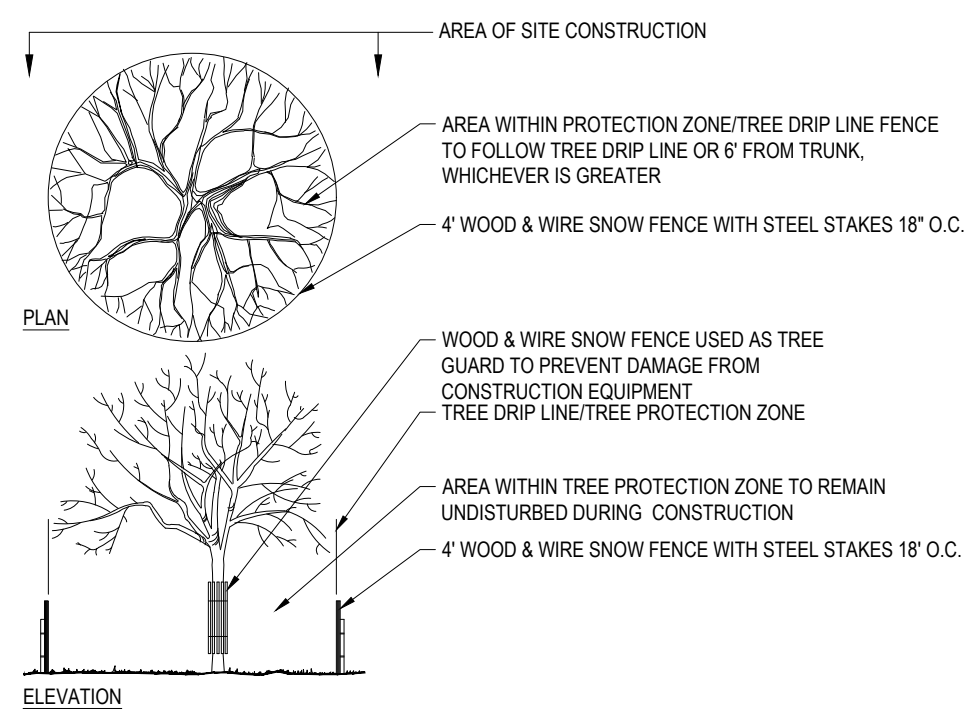 AREA OF SITE CONSTRUCTION
AREA WITHIN PROTECTION ZONE/TREE DRIP LINE FENCE
TO FOLLOW TREE DRIP LINE OR 6' FROM TRUNK,
WHICHEVER IS GREATER
4' WOOD & WIRE SNOW FENCE WITH STEEL STAKES 18" O.C.
PLAN
WOOD & WIRE SNOW FENCE USED AS TREE
GUARD TO PREVENT DAMAGE FROM
CONSTRUCTION EQUIPMENT
TREE DRIP LINE/TREE PROTECTION ZONE
AREA WITHIN TREE PROTECTION ZONE TO REMAIN
UNDISTURBED DURING CONSTRUCTION
4' WOOD & WIRE SNOW FENCE WITH STEEL STAKES 18' O.C.
ELEVATION